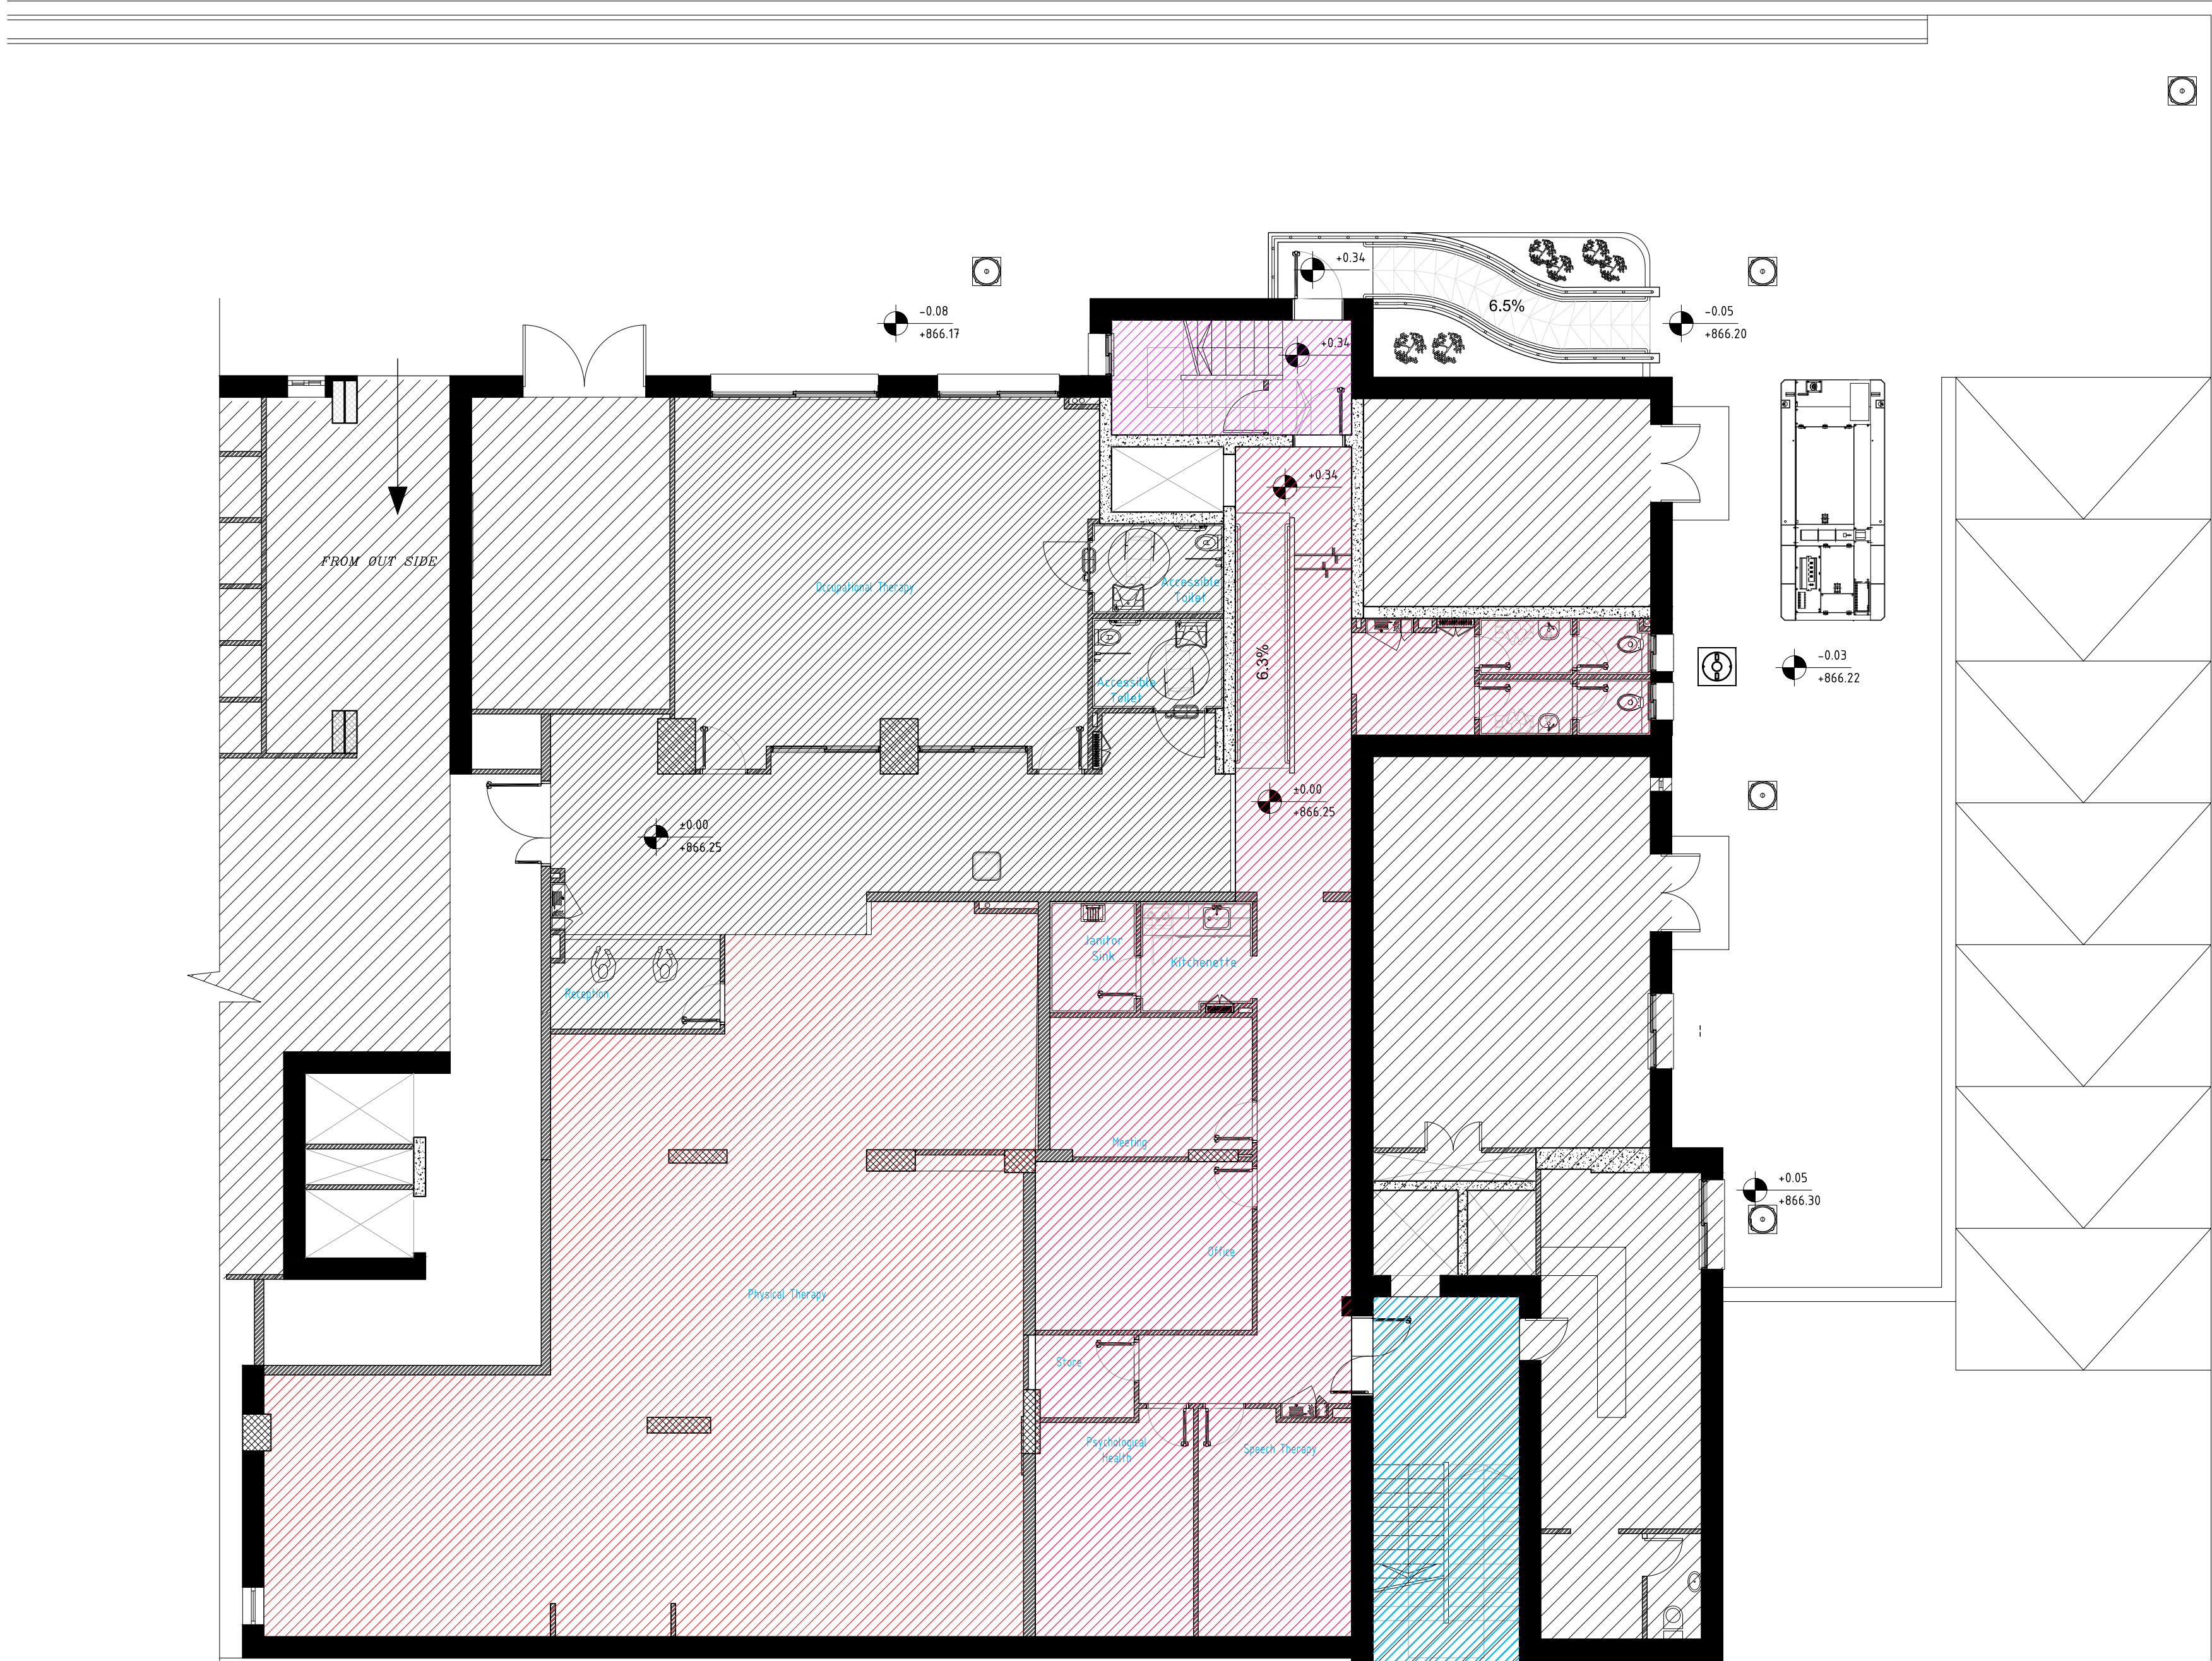 +0.34
6.5%
-0.08
+866.17
-0.05
+866.20
+0.34
+0.34
FROM OUT SIDE
Occupational Therapy
Accessible
Toilet
6.3%
-0.03
+866.22
Accessible
Toilet
±0.00
+866.25
±0.00
+866.25
Janitor
Sink
Kitchenette
Reception
Meeting
+0.05
+866.30
Office
Physical Therapy
Store
Psychological
Health
Speech Therapy